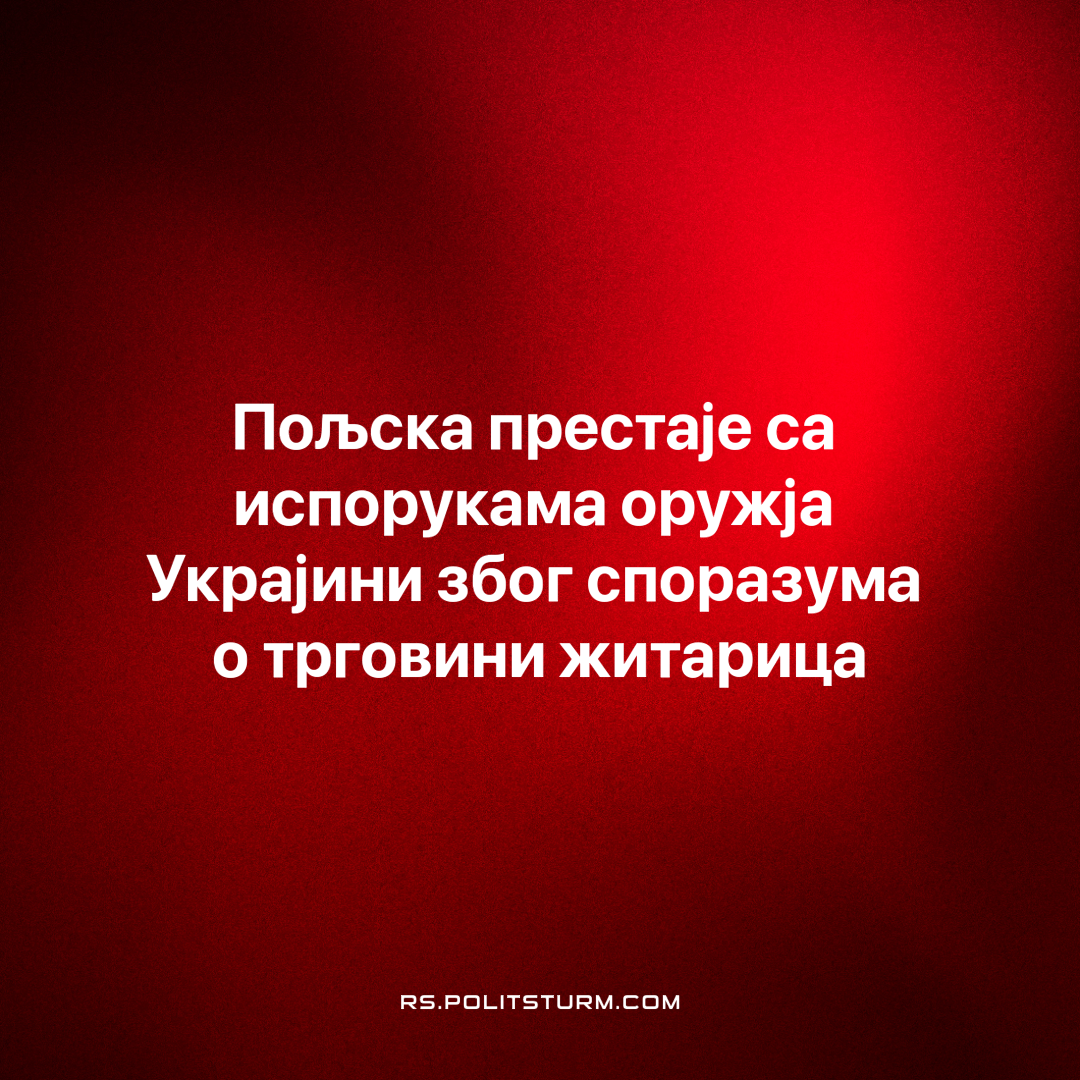 Пољска престаје са
испорукама оружја
Украјини због споразума
о трговини житарица
RS.POLITSTURM.COM